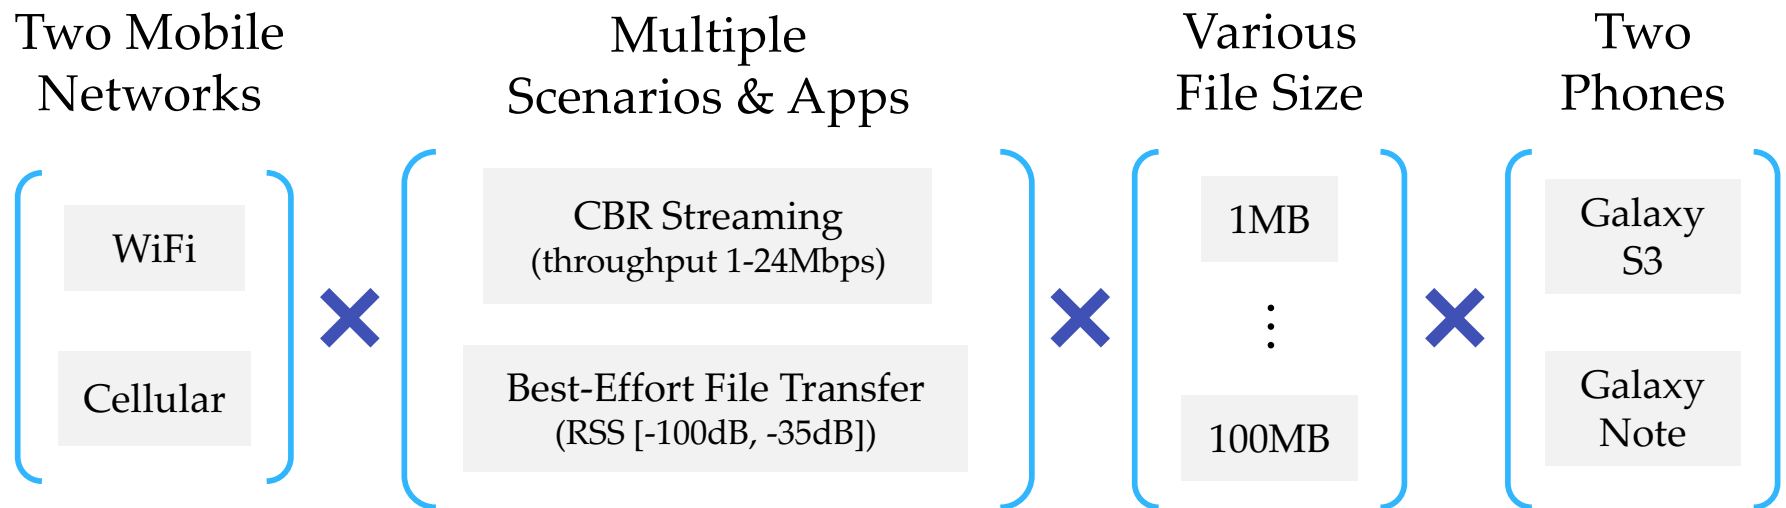 Two Mobile
Networks
Multiple
Scenarios & Apps
Various
File Size
Two
Phones
WiFi
Cellular
CBR Streaming
(throughput 1-24Mbps)
Best-Effort File Transfer
(RSS [-100dB, -35dB])
1MB
⋮
100MB
Galaxy
S3
Galaxy
Note